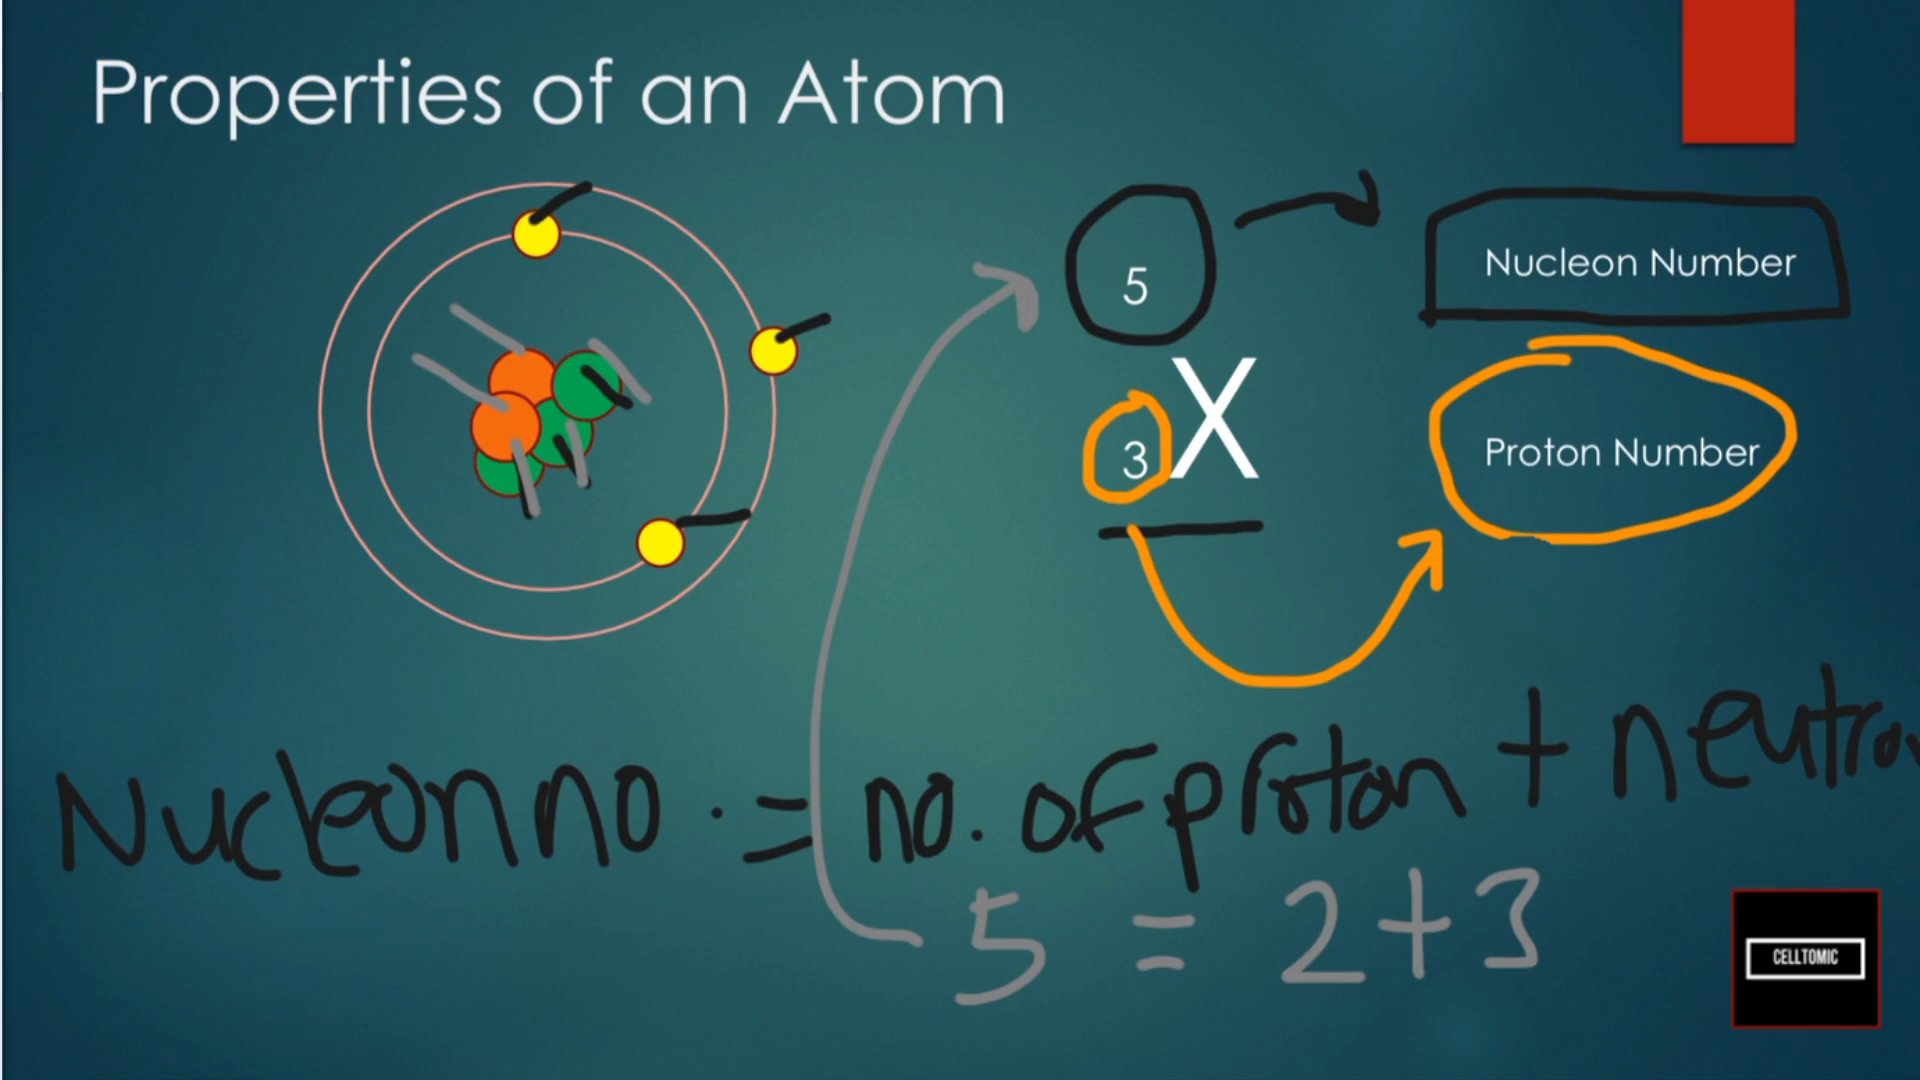 Properties of an Atom
5
Nucleon Number
3 X
Proton Number
Nucleon no. = no. of proton + neutron
5 = 2+3
CELLTOMIC